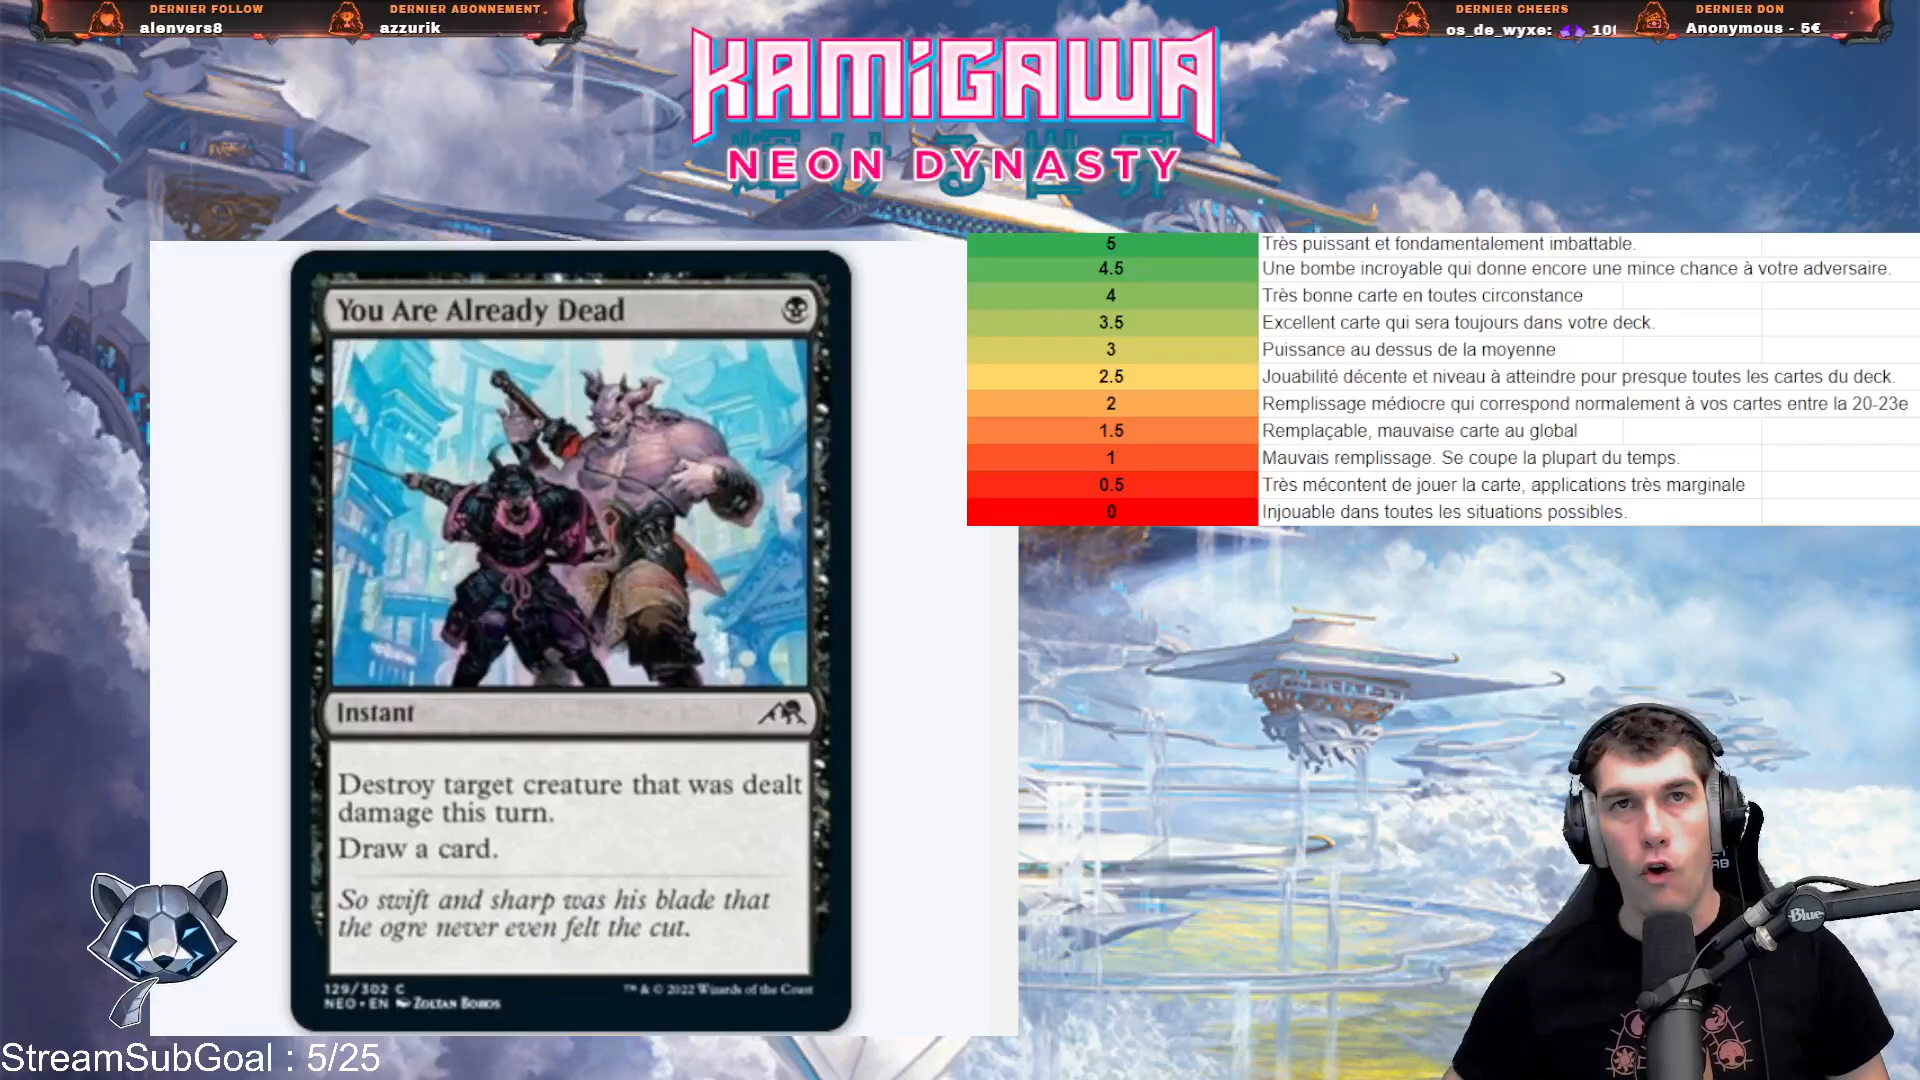 DERNIER FOLLOW
alenvers8
DERNIER ABONNEMENT
azzurik
DERNIER CHEERS
os_de_wyxe: 10
DERNIER DON
Anonymous - 5€
KAMIGAWA
NEON DYNASTY
You Are Already Dead
Instant
Destroy target creature that was dealt
damage this turn.
Draw a card.
So swift and sharp was his blade that
the ogre never even felt the cut.
129/302 C
NEO • EN Zoltan Boros
™ & © 2022 Wizards of the Coast
5 Très puissant et fondamentalement imbattable.
4.5 Une bombe incroyable qui donne encore une mince chance à votre adversaire.
4 Très bonne carte en toutes circonstance
3.5 Excellent carte qui sera toujours dans votre deck.
3 Puissance au dessus de la moyenne
2.5 Jouabilité décente et niveau à atteindre pour presque toutes les cartes du deck.
2 Remplissage médiocre qui correspond normalement à vos cartes entre la 20-23e
1.5 Remplaçable, mauvaise carte au global
1 Mauvais remplissage. Se coupe la plupart du temps.
0.5 Très mécontent de jouer la carte, applications très marginale
0 Injouable dans toutes les situations possibles.
Blue
StreamSubGoal : 5/25